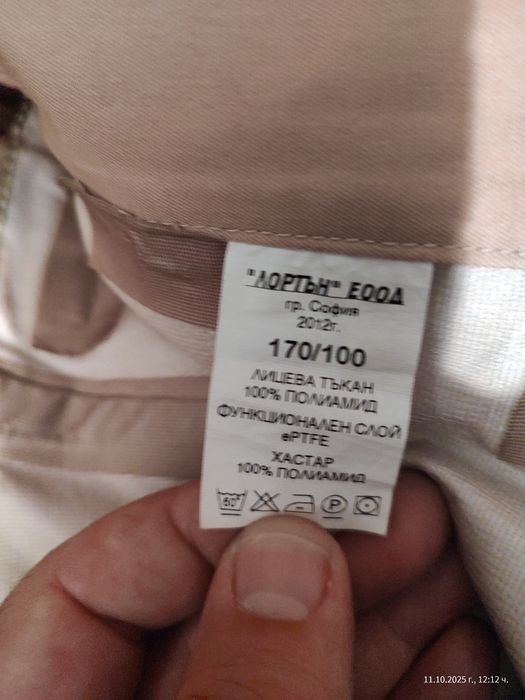 "ЛОРТЪН" ЕООД
гр. София
2012г.
170/100
ЛИЦЕВА ТЪКАН
100% ПОЛИАМИД
ФУНКЦИОНАЛЕН СЛОЙ
ePTFE
ХАСТАР
100% ПОЛИАМИД
60°
P
11.10.2025 г., 12:12 ч.